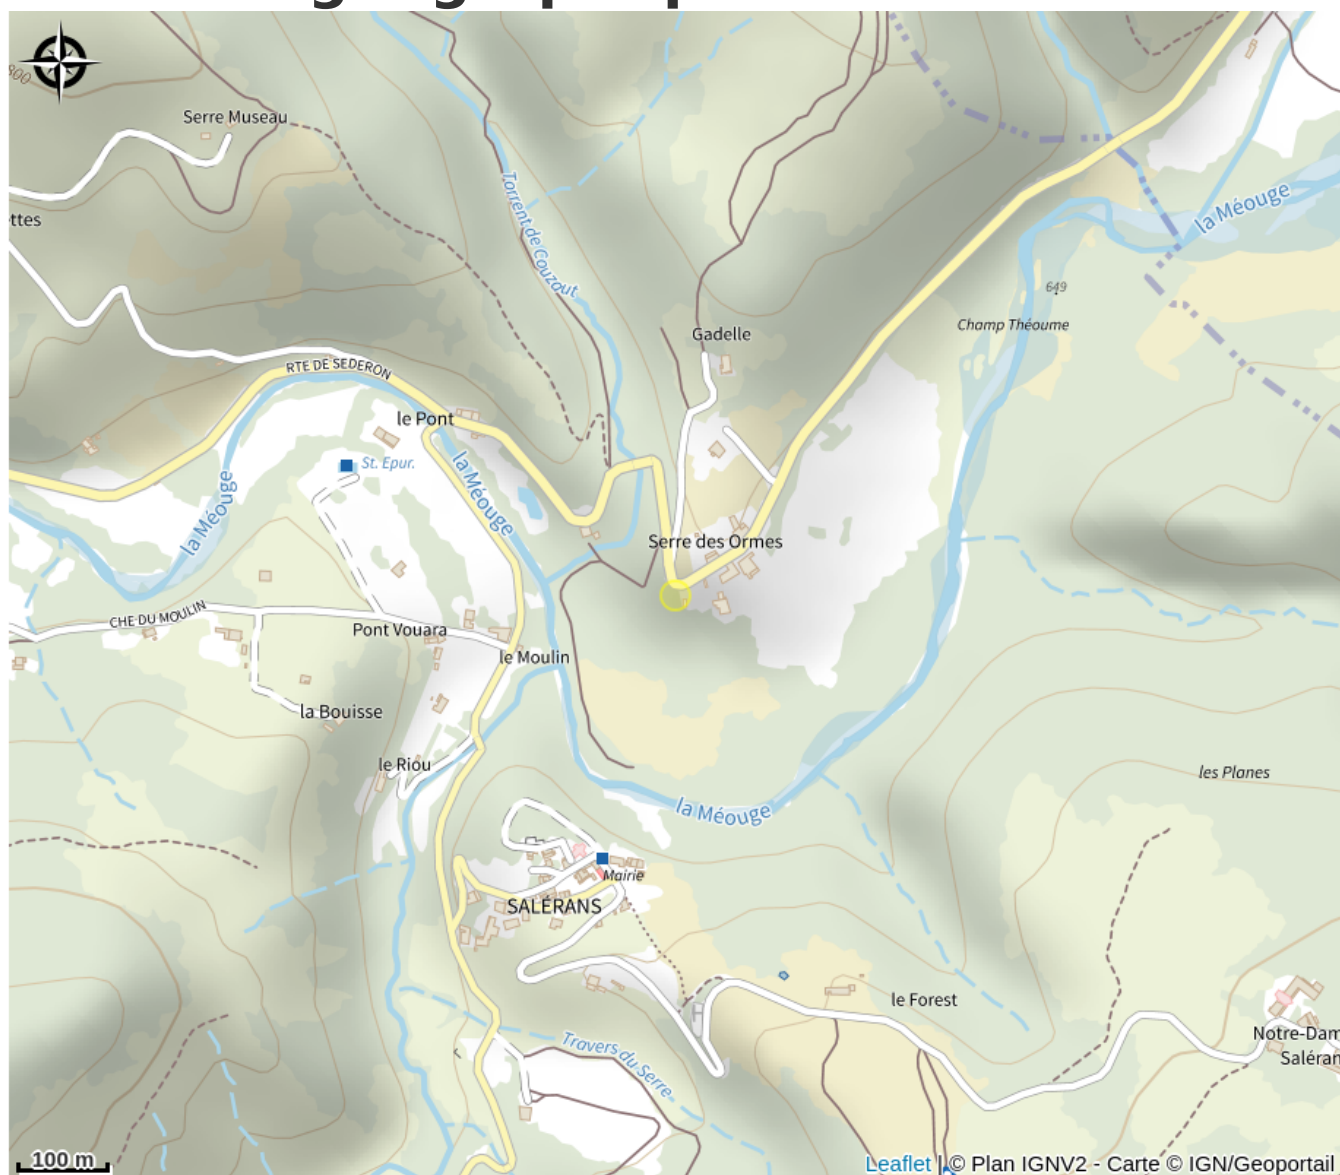 800
Serre Museau
ettes
Torrent de Couzout
la Méouge
649
Champ Théoume
Gadelle
RTE DE SEDERON
le Pont
St. Epur.
la Méouge
la Méouge
Serre des Ormes
CHE DU MOULIN
Pont Vouara
le Moulin
la Bouisse
le Riou
les Planes
la Méouge
Mairie
SALÉRANS
le Forest
Notre-Dam
Saléran
Travers du Serre
100 m
Leaflet | © Plan IGNV2 - Carte © IGN/Geoportail